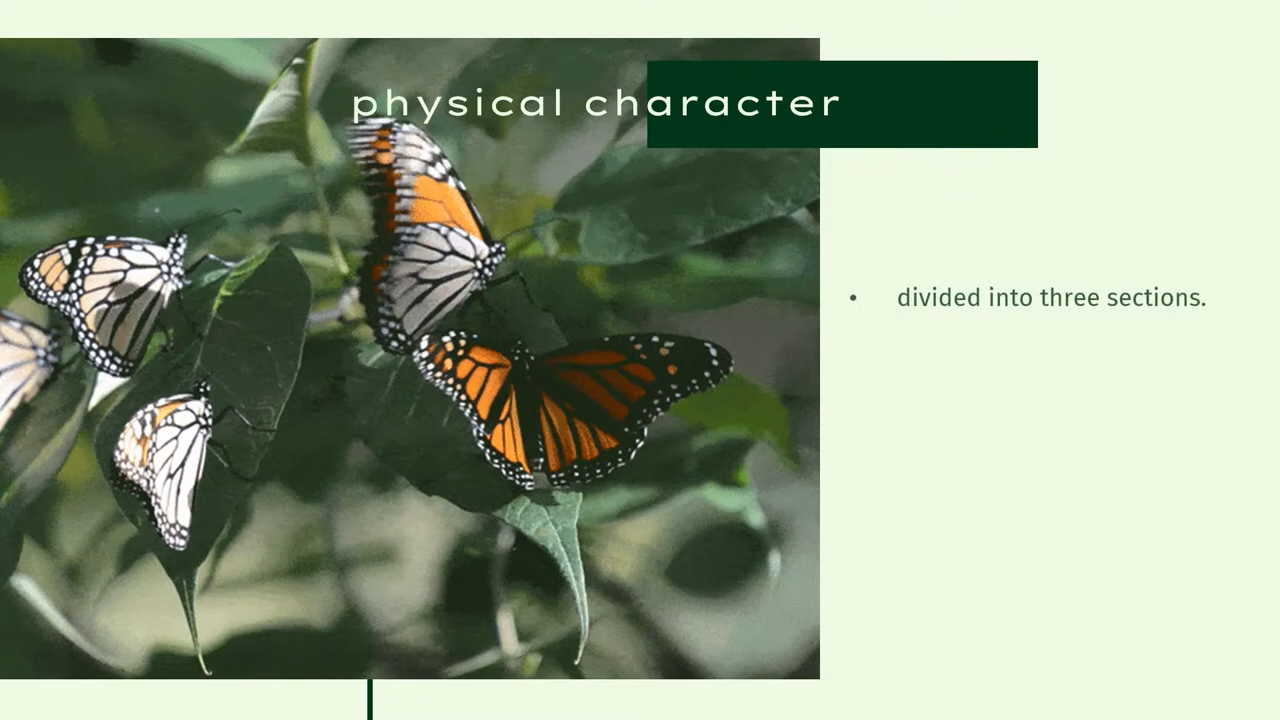 physical character
• divided into three sections.